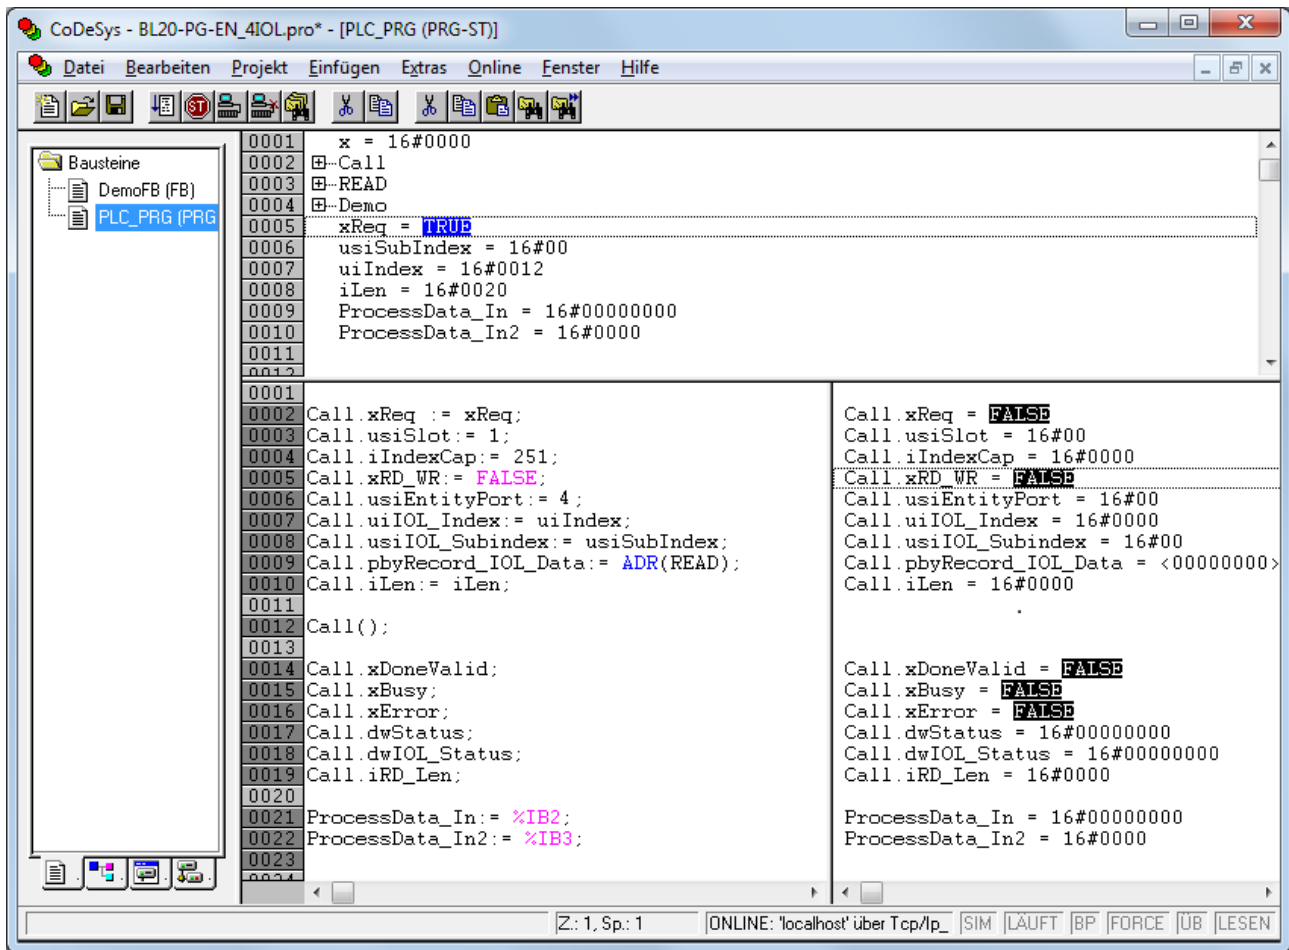 CoDeSys - BL20-PG-EN_4IOL.pro* - [PLC_PRG (PRG-ST)]
Datei Bearbeiten Projekt Einfügen Extras Online Fenster Hilfe
Bausteine
DemoFB (FB)
PLC_PRG (PRG
0001 x = 16#0000
0002 Call
0003 READ
0004 Demo
0005 xReq = TRUE
0006 usiSubIndex = 16#00
0007 uiIndex = 16#0012
0008 iLen = 16#0020
0009 ProcessData_In = 16#00000000
0010 ProcessData_In2 = 16#0000
0011
0012
0001
0002 Call.xReq := xReq; Call.xReq = FALSE
0003 Call.usiSlot:= 1; Call.usiSlot = 16#00
0004 Call.iIndexCap:= 251; Call.iIndexCap = 16#0000
0005 Call.xRD_WR:= FALSE; Call.xRD_WR = FALSE
0006 Call.usiEntityPort:= 4; Call.usiEntityPort = 16#00
0007 Call.uiIOL_Index:= uiIndex; Call.uiIOL_Index = 16#0000
0008 Call.usiIOL_Subindex:= usiSubIndex; Call.usiIOL_Subindex = 16#00
0009 Call.pbyRecord_IOL_Data:= ADR(READ); Call.pbyRecord_IOL_Data = <00000000>
0010 Call.iLen:= iLen; Call.iLen = 16#0000
0011
0012 Call();
0013
0014 Call.xDoneValid; Call.xDoneValid = FALSE
0015 Call.xBusy; Call.xBusy = FALSE
0016 Call.xError; Call.xError = FALSE
0017 Call.dwStatus; Call.dwStatus = 16#00000000
0018 Call.dwIOL_Status; Call.dwIOL_Status = 16#00000000
0019 Call.iRD_Len; Call.iRD_Len = 16#0000
0020
0021 ProcessData_In:= %IB2; ProcessData_In = 16#00000000
0022 ProcessData_In2:= %IB3; ProcessData_In2 = 16#0000
0023
0024
Z.: 1, Sp.: 1 ONLINE: 'localhost' über Tcp/Ip_ SIM LÄUFT BP FORCE ÜB LESEN